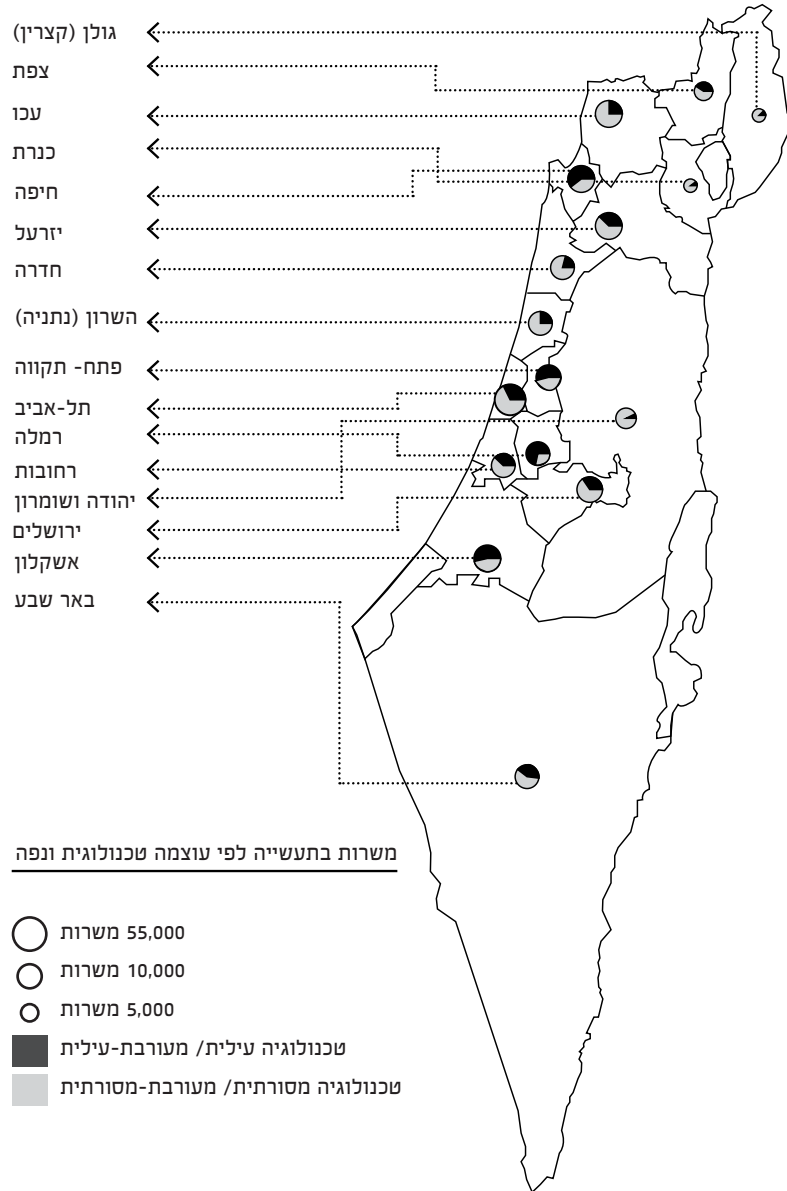 גולן (קצרין)
צפת
עכו
כנרת
חיפה
יזרעל
חדרה
השרון (נתניה)
פתח- תקווה
תל-אביב
רמלה
רחובות
יהודה ושומרון
ירושלים
אשקלון
באר שבע
משרות בתעשייה לפי עוצמה טכנולוגית ונפה
55,000 משרות
10,000 משרות
5,000 משרות
טכנולוגיה עילית/ מעורבת-עילית
טכנולוגיה מסורתית/ מעורבת-מסורתית